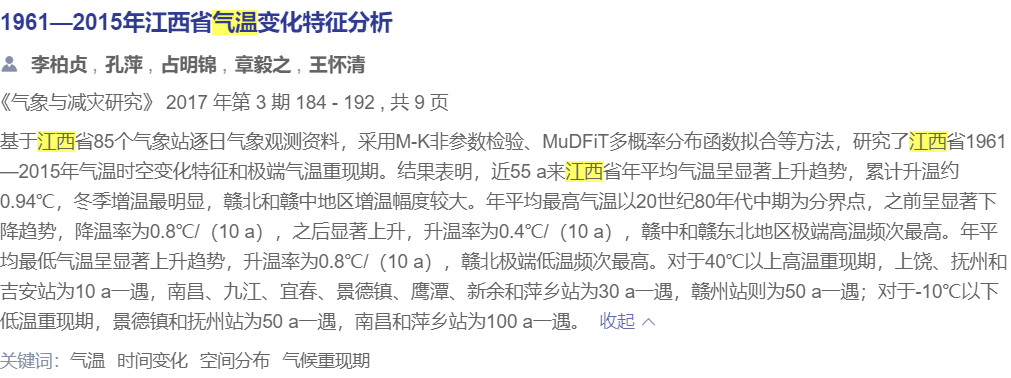 1961—2015年江西省气温变化特征分析
李柏贞 , 孔萍 , 占明锦 , 章毅之 , 王怀清
《气象与减灾研究》 2017 年第 3 期 184 - 192 , 共 9 页
基于江西省85个气象站逐日气象观测资料，采用M-K非参数检验、MuDFiT多概率分布函数拟合等方法，研究了江西省1961
—2015年气温时空变化特征和极端气温重现期。结果表明，近55 a来江西省年平均气温呈显著上升趋势，累计升温约
0.94℃，冬季增温最明显，赣北和赣中地区增温幅度较大。年平均最高气温以20世纪80年代中期为分界点，之前呈显著下
降趋势，降温率为0.8℃/（10 a），之后显著上升，升温率为0.4℃/（10 a），赣中和赣东北地区极端高温频次最高。年平
均最低气温呈显著上升趋势，升温率为0.8℃/（10 a），赣北极端低温频次最高。对于40℃以上高温重现期，上饶、抚州和
吉安站为10 a一遇，南昌、九江、宜春、景德镇、鹰潭、新余和萍乡站为30 a一遇，赣州站则为50 a一遇；对于-10℃以下
低温重现期，景德镇和抚州站为50 a一遇，南昌和萍乡站为100 a一遇。 收起
关键词： 气温 时间变化 空间分布 气候重现期